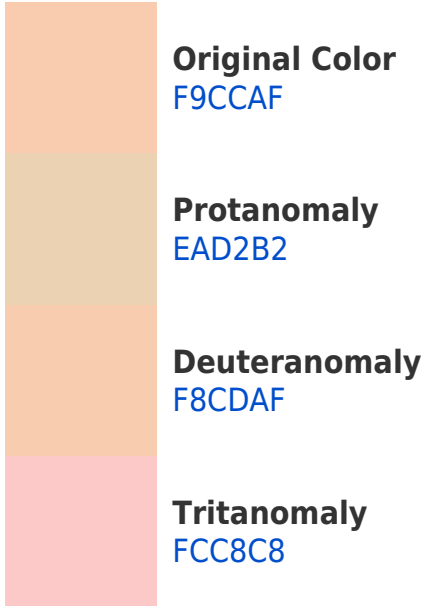 Original Color
F9CCAF
Protanomaly
EAD2B2
Deuteranomaly
F8CDAF
Tritanomaly
FCC8C8